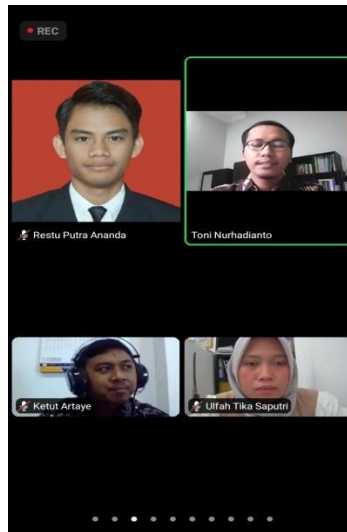 REC
Restu Putra Ananda
Toni Nurhadianto
Ketut Artaye
Ulfah Tika Saputri